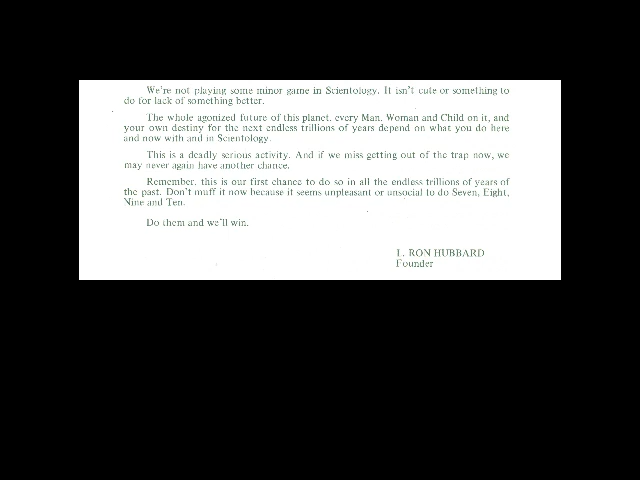 We're not playing some minor game in Scientology. It isn't cute or something to
do for lack of something better.
The whole agonized future of this planet, every Man, Woman and Child on it, and
your own destiny for the next endless trillions of years depend on what you do here
and now with and in Scientology.
This is a deadly serious activity. And if we miss getting out of the trap now, we
may never again have another chance.
Remember, this is our first chance to do so in all the endless trillions of years of
the past. Don't muff it now because it seems unpleasant or unsocial to do Seven, Eight,
Nine and Ten.
Do them and we'll win.
L. RON HUBBARD
Founder